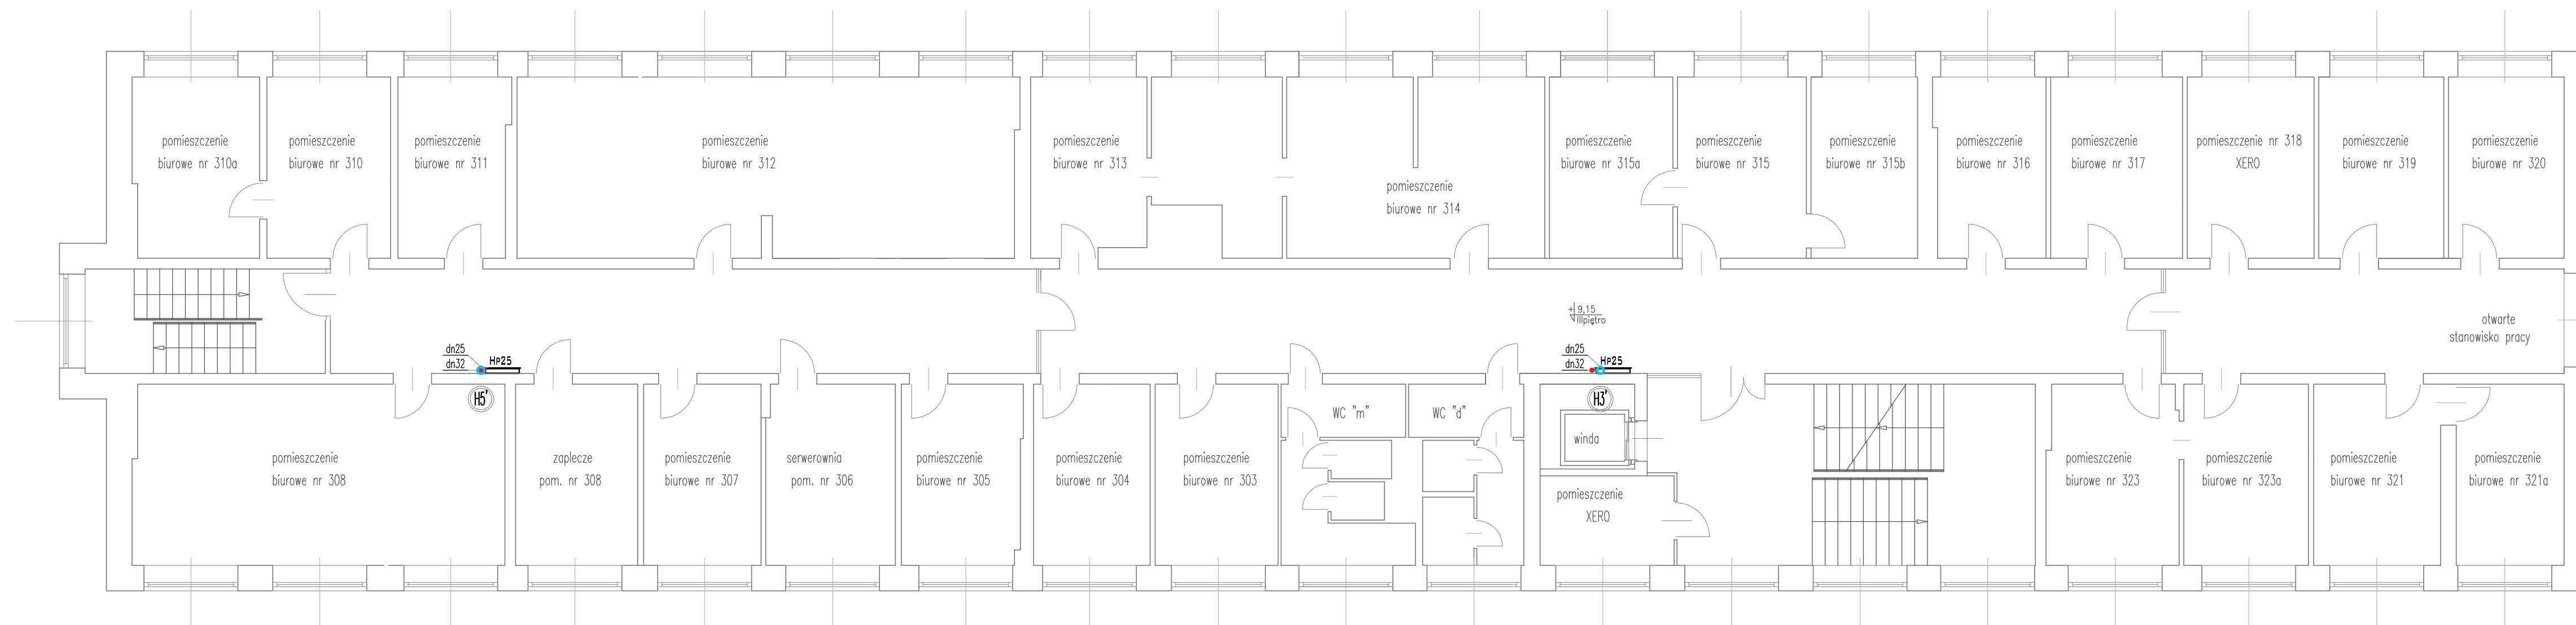 pomieszczenie
biurowe nr 310a
pomieszczenie
biurowe nr 310
pomieszczenie
biurowe nr 311
pomieszczenie
biurowe nr 312
pomieszczenie
biurowe nr 313
pomieszczenie
biurowe nr 314
pomieszczenie
biurowe nr 315a
pomieszczenie
biurowe nr 315
pomieszczenie
biurowe nr 315b
pomieszczenie
biurowe nr 316
pomieszczenie
biurowe nr 317
pomieszczenie nr 318
XERO
pomieszczenie
biurowe nr 319
pomieszczenie
biurowe nr 320
+9,15
IIIpiętro
otwarte
stanowisko pracy
dn25
dn32
Hp25
H5'
dn25
dn32
Hp25
H3'
pomieszczenie
biurowe nr 308
zaplecze
pom. nr 308
pomieszczenie
biurowe nr 307
serwerownia
pom. nr 306
pomieszczenie
biurowe nr 305
pomieszczenie
biurowe nr 304
pomieszczenie
biurowe nr 303
WC "m"
WC "d"
winda
pomieszczenie
XERO
pomieszczenie
biurowe nr 323
pomieszczenie
biurowe nr 323a
pomieszczenie
biurowe nr 321
pomieszczenie
biurowe nr 321a